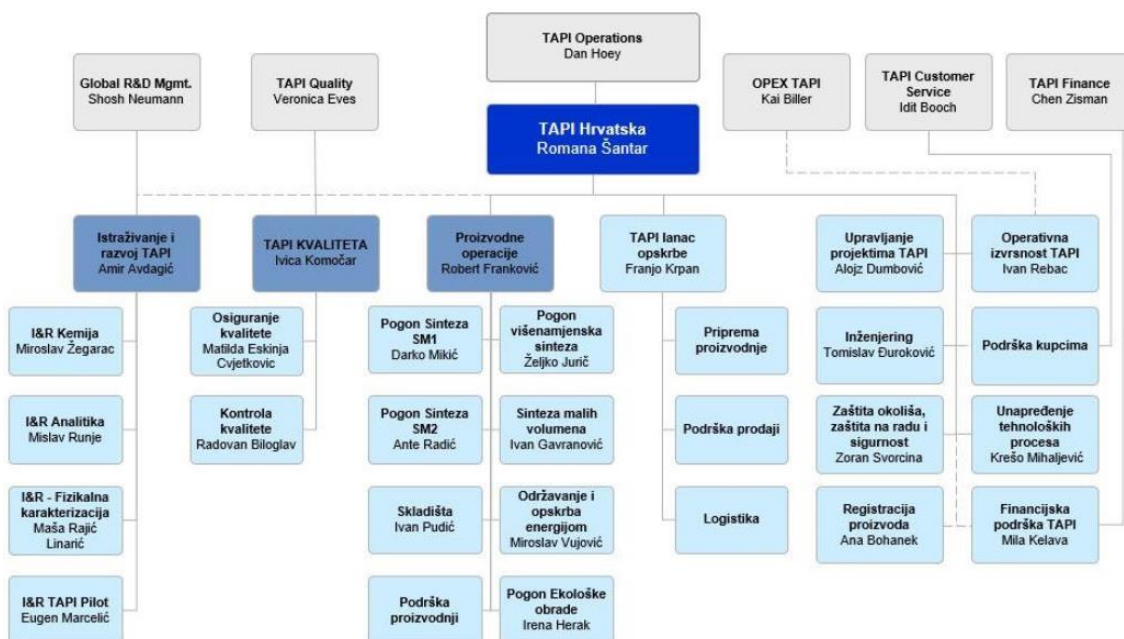 TAPI Operations
Dan Hoey
Global R&D Mgmt.
Shosh Neumann
TAPI Quality
Veronica Eves
OPEX TAPI
Kai Biller
TAPI Customer
Service
Idit Booch
TAPI Finance
Chen Zisman
TAPI Hrvatska
Romana Šantar
Istraživanje i
razvoj TAPI
Amir Avdagić
TAPI KVALITETA
Ivica Komočar
Proizvodne
operacije
Robert Franković
TAPI lanac
opskrbe
Franjo Krpan
Upravljanje
projektima TAPI
Alojz Dumbović
Operativna
izvrsnost TAPI
Ivan Rebac
I&R Kemija
Miroslav Žegarac
Osiguranje
kvalitete
Matilda Eskinja
Cvjetkovic
Pogon Sinteza
SM1
Darko Mikić
Pogon
višenamjenska
sinteza
Željko Jurič
Priprema
proizvodnje
Inženjering
Tomislav Đuroković
Podrška kupcima
I&R Analitika
Mislav Runje
Kontrola
kvalitete
Radovan Biloglav
Pogon Sinteza
SM2
Ante Radić
Sinteza malih
volumena
Ivan Gavranović
Podrška prodaji
Zaštita okoliša,
zaštita na radu i
sigurnost
Zoran Svorcina
Unapređenje
tehnoloških
procesa
Krešo Mihaljević
I&R - Fizikalna
karakterizacija
Maša Rajić
Linarić
Skladišta
Ivan Pudić
Održavanje i
opskrba
energijom
Miroslav Vujović
Logistika
Registracija
proizvoda
Ana Bohanek
Financijska
podrška TAPI
Mila Kelava
I&R TAPI Pilot
Eugen Marcelić
Podrška
proizvodnji
Pogon Ekološke
obrade
Irena Herak